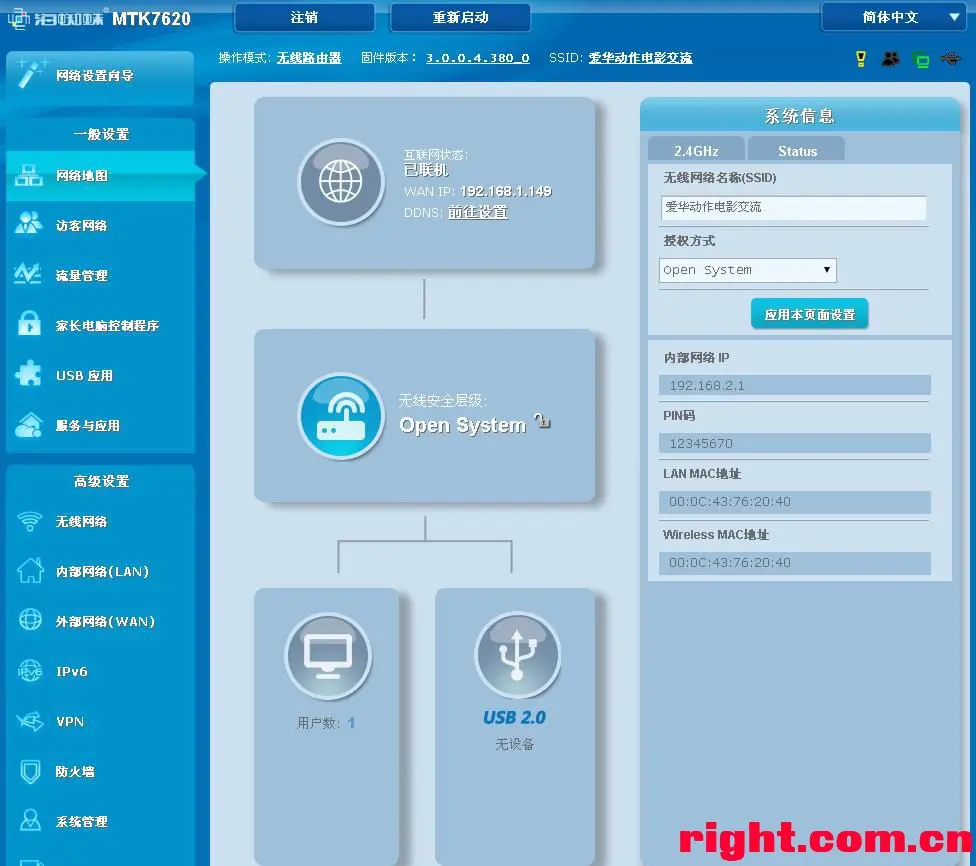 MTK7620
注销
重新启动
简体中文
操作模式: 无线路由器 固件版本: 3.0.0.4.380_0 SSID: 爱华动作电影交流
网络设置向导
一般设置
网络地图
访客网络
流量管理
家长电脑控制程序
USB 应用
服务与应用
高级设置
无线网络
内部网络(LAN)
外部网络(WAN)
IPv6
VPN
防火墙
系统管理
互联网状态:
已联机
WAN IP: 192.168.1.149
DDNS: 前往设置
无线安全层级:
Open System
用户数: 1
USB 2.0
无设备
系统信息
2.4GHz
Status
无线网络名称(SSID)
爱华动作电影交流
授权方式
Open System
应用本页面设置
内部网络 IP
192.168.2.1
PIN码
12345670
LAN MAC地址
00:0C:43:76:20:40
Wireless MAC地址
00:0C:43:76:20:40
right.com.cn